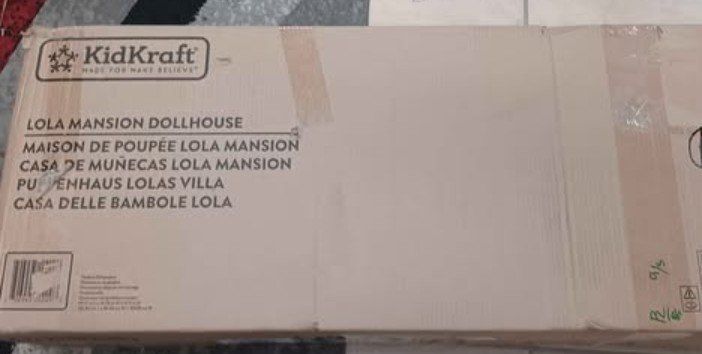 KidKraft
MADE FOR MAKE BELIEVE
LOLA MANSION DOLLHOUSE
MAISON DE POUPÉE LOLA MANSION
CASA DE MUÑECAS LOLA MANSION
PUPPENHAUS LOLAS VILLA
CASA DELLE BAMBOLE LOLA